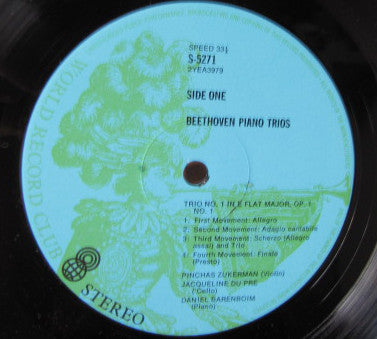 SPEED 33⅓
S-5271
2YEA3979
SIDE ONE
BEETHOVEN PIANO TRIOS
TRIO NO. 1 IN E FLAT MAJOR, OP. 1
NO. 1
1. First Movement: Allegro
2. Second Movement: Adagio cantabile
3. Third Movement: Scherzo (Allegro
assai) and Trio
4. Fourth Movement: Finale
(Presto)
PINCHAS ZUKERMAN (Violin)
JACQUELINE DU PRÉ
('Cello)
DANIEL BARENBOIM
(Piano)
WORLD RECORD CLUB
STEREO